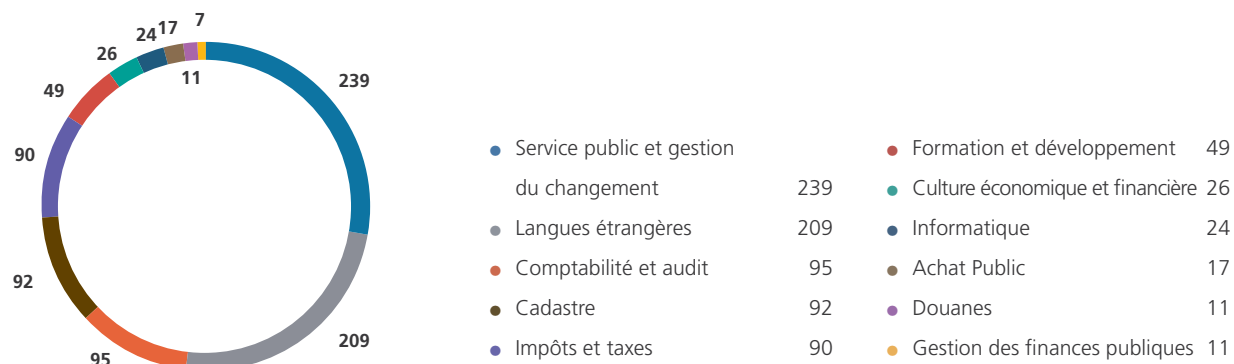 7
17
24
26
11
239
49
90
92
209
95
Service public et gestion
du changement 239
Langues étrangères 209
Comptabilité et audit 95
Cadastre 92
Impôts et taxes 90
Formation et développement 49
Culture économique et financière 26
Informatique 24
Achat Public 17
Douanes 11
Gestion des finances publiques 11